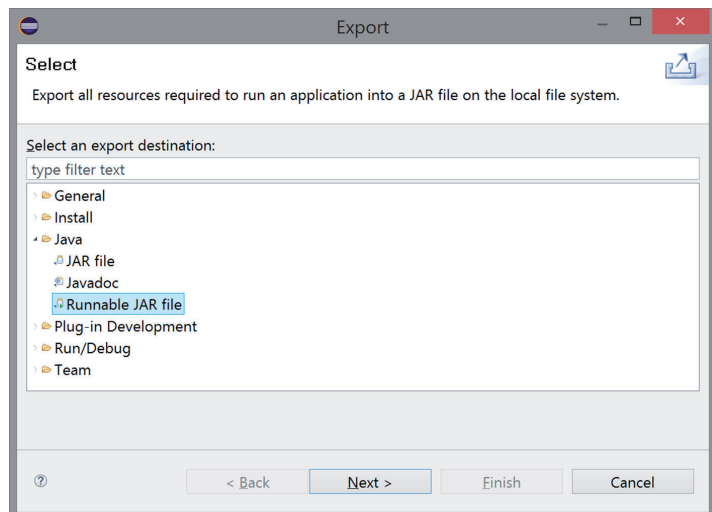 Export
Select
Export all resources required to run an application into a JAR file on the local file system.
Select an export destination:
type filter text
General
Install
Java
JAR file
Javadoc
Runnable JAR file
Plug-in Development
Run/Debug
Team
< Back Next > Finish Cancel